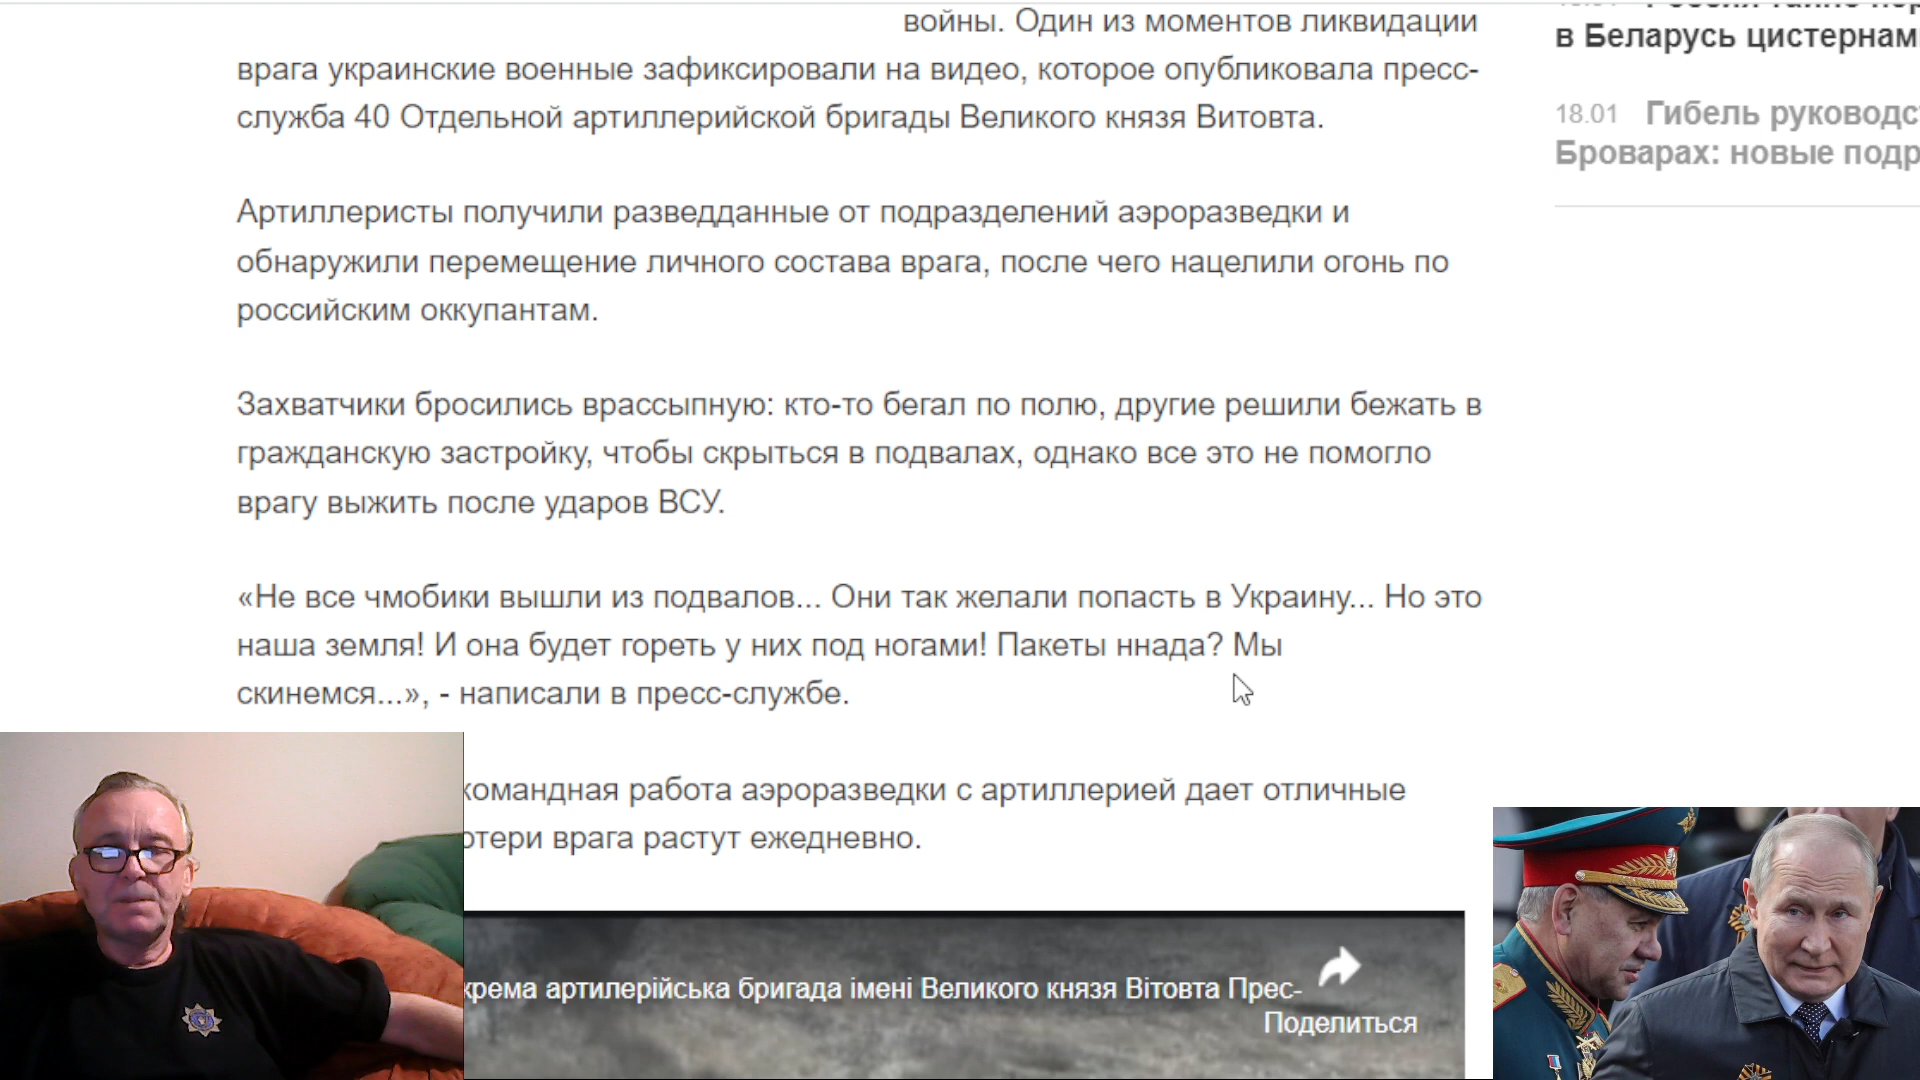 войны. Один из моментов ликвидации
врага украинские военные зафиксировали на видео, которое опубликовала пресс-
служба 40 Отдельной артиллерийской бригады Великого князя Витовта.
Артиллеристы получили разведданные от подразделений аэроразведки и
обнаружили перемещение личного состава врага, после чего нацелили огонь по
российским оккупантам.
Захватчики бросились врассыпную: кто-то бегал по полю, другие решили бежать в
гражданскую застройку, чтобы скрыться в подвалах, однако все это не помогло
врагу выжить после ударов ВСУ.
«Не все чмобики вышли из подвалов... Они так желали попасть в Украину... Но это
наша земля! И она будет гореть у них под ногами! Пакеты ннада? Мы
скинемся...», - написали в пресс-службе.
командная работа аэроразведки с артиллерией дает отличные
отери врага растут ежедневно.
крема артилерійська бригада імені Великого князя Вітовта Прес-
Поделиться
в Беларусь цистернам
18.01 Гибель руководс
Броварах: новые подр